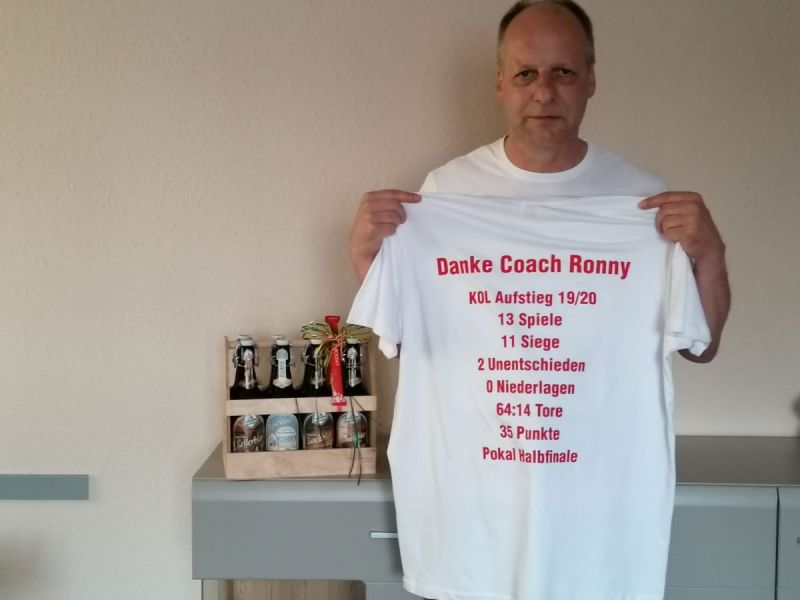 Danke Coach Ronny
KOL Aufstieg 19/20
13 Spiele
11 Siege
2 Unentschieden
0 Niederlagen
64:14 Tore
35 Punkte
Pokal Halbfinale